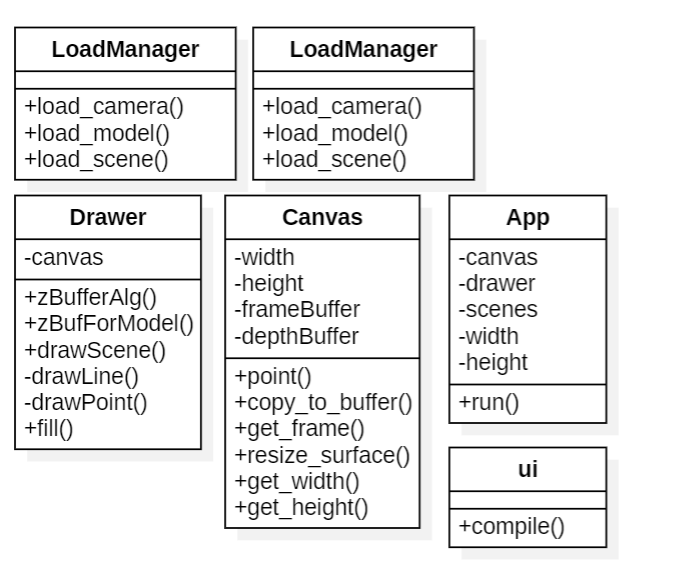 LoadManager
+load_camera()
+load_model()
+load_scene()
LoadManager
+load_camera()
+load_model()
+load_scene()
Drawer
-canvas
+zBufferAlg()
+zBufForModel()
+drawScene()
-drawLine()
-drawPoint()
+fill()
Canvas
-width
-height
-frameBuffer
-depthBuffer
+point()
+copy_to_buffer()
+get_frame()
+resize_surface()
+get_width()
+get_height()
App
-canvas
-drawer
-scenes
-width
-height
+run()
ui
+compile()